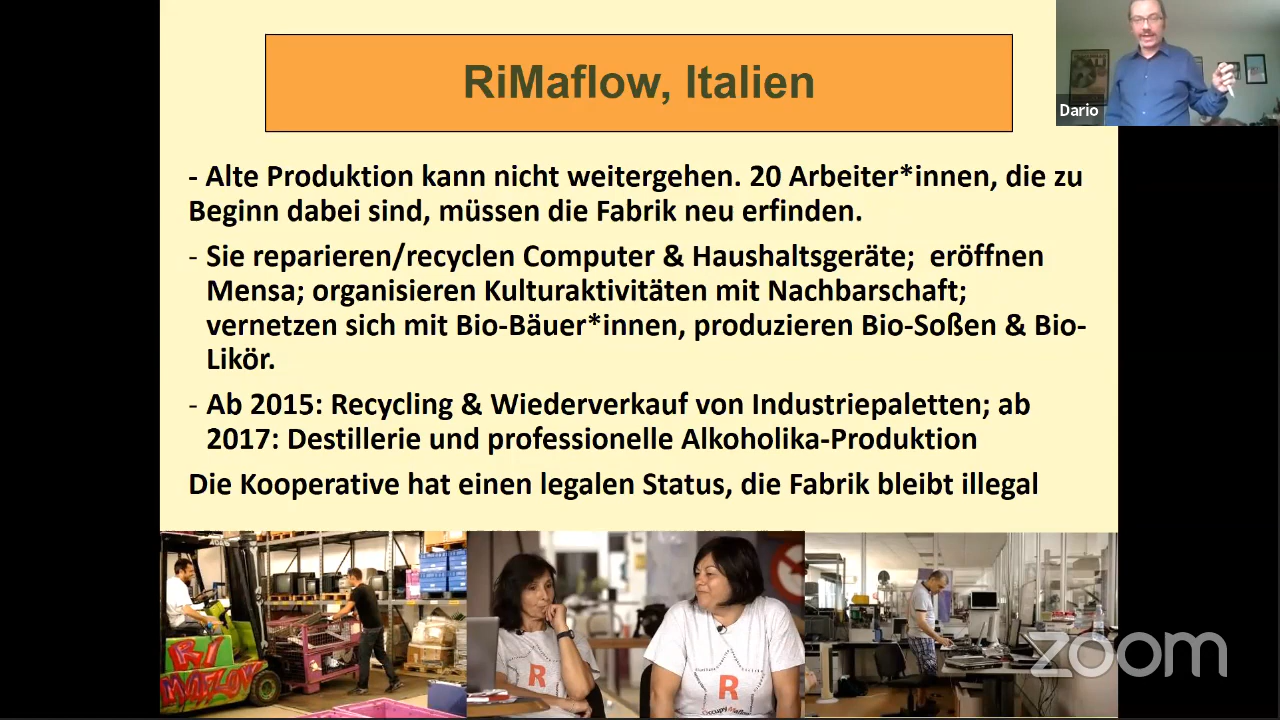 RiMaflow, Italien
Dario
- Alte Produktion kann nicht weitergehen. 20 Arbeiter*innen, die zu
Beginn dabei sind, müssen die Fabrik neu erfinden.
- Sie reparieren/recyclen Computer & Haushaltsgeräte;  eröffnen
Mensa; organisieren Kulturaktivitäten mit Nachbarschaft;
vernetzen sich mit Bio-Bäuer*innen, produzieren Bio-Soßen & Bio-
Likör.
- Ab 2015: Recycling & Wiederverkauf von Industriepaletten; ab
2017: Destillerie und professionelle Alkoholika-Produktion
Die Kooperative hat einen legalen Status, die Fabrik bleibt illegal
RI
MAFLOW
R
R
zoom